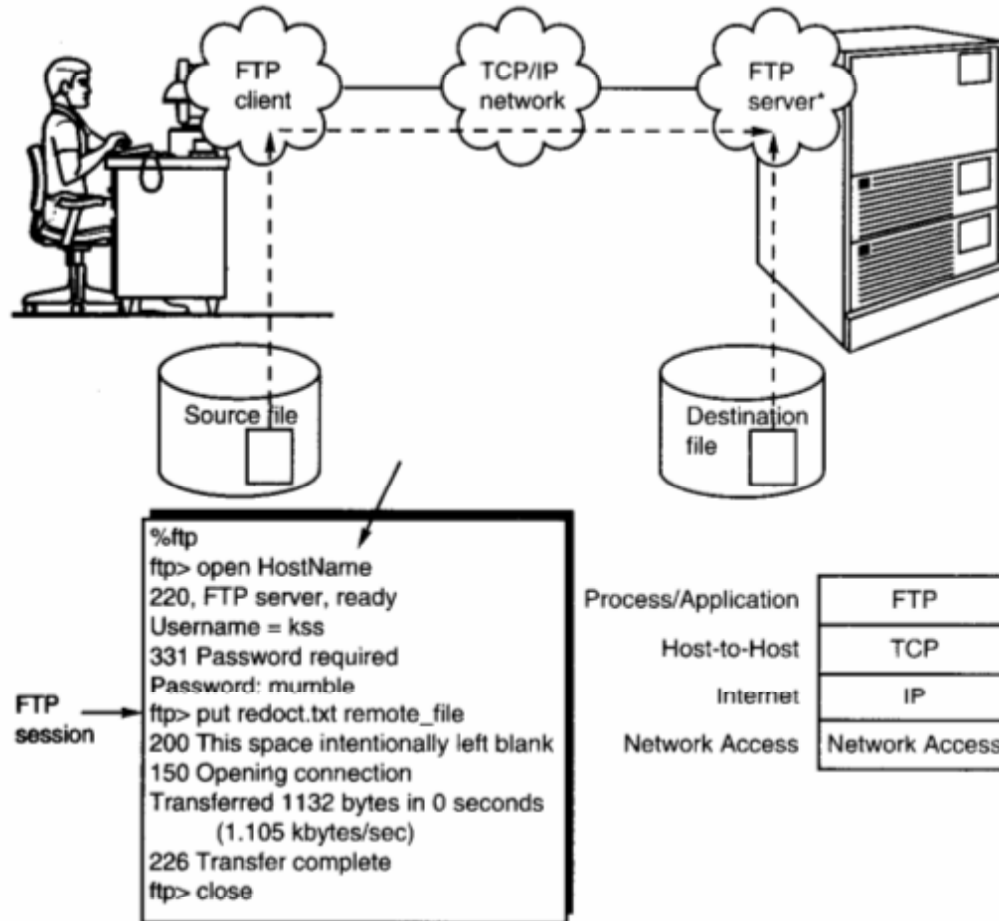 FTP
client
TCP/IP
network
FTP
server*
Source file
Destination
file
%ftp
ftp> open HostName
220, FTP server, ready
Username = kss
331 Password required
Password: mumble
ftp> put redoct.txt remote_file
200 This space intentionally left blank
150 Opening connection
Transferred 1132 bytes in 0 seconds
(1.105 kbytes/sec)
226 Transfer complete
ftp> close
FTP
session
Process/Application FTP
Host-to-Host TCP
Internet IP
Network Access Network Access